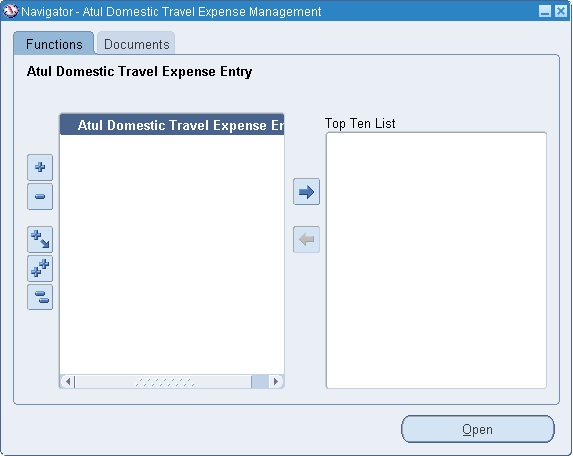 Navigator - Atul Domestic Travel Expense Management
Functions
Documents
Atul Domestic Travel Expense Entry
Atul Domestic Travel Expense Er
Top Ten List
Open